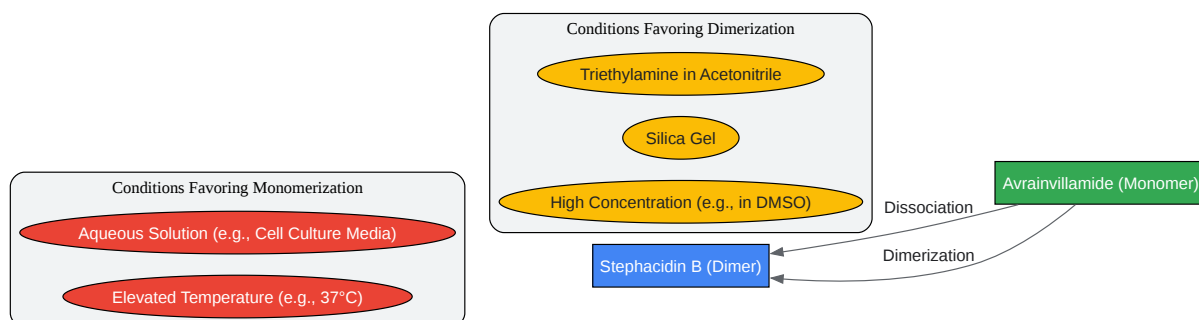 Conditions Favoring Dimerization
Triethylamine in Acetonitrile
Silica Gel
High Concentration (e.g., in DMSO)
Conditions Favoring Monomerization
Aqueous Solution (e.g., Cell Culture Media)
Elevated Temperature (e.g., 37°C)
Avrainvillamide (Monomer)
Dissociation
Dimerization
Stephacidin B (Dimer)